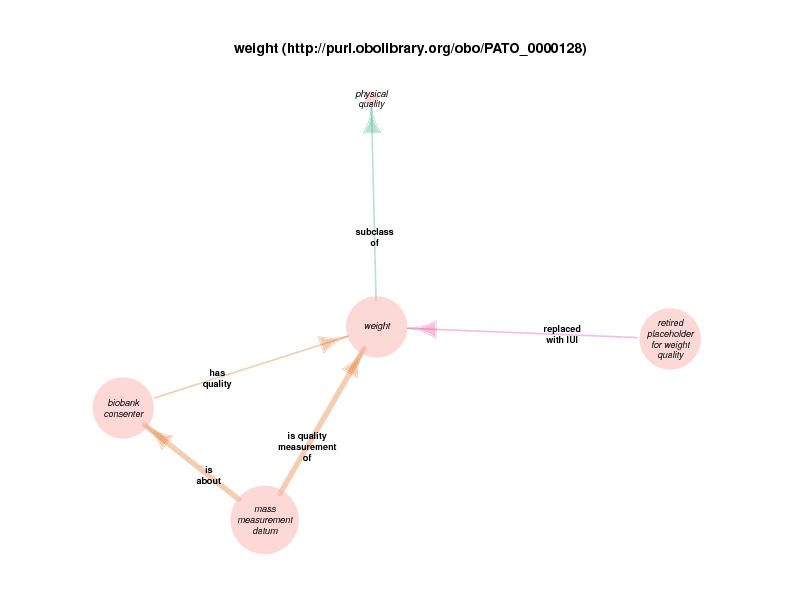 weight (http://purl.obolibrary.org/obo/PATO_0000128)
physical
quality
subclass
of
weight
replaced
with IUI
retired
placeholder
for weight
quality
has
quality
biobank
consenter
is quality
measurement
of
is
about
mass
measurement
datum